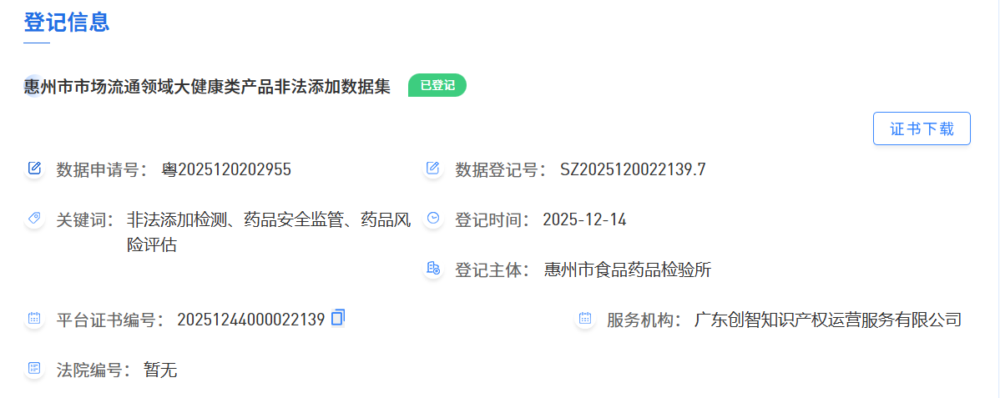 登记信息
惠州市市场流通领域大健康类产品非法添加数据集 已登记
证书下载
数据申请号： 粤2025120202955 数据登记号： SZ2025120022139.7
关键词： 非法添加检测、药品安全监管、药品风 登记时间： 2025-12-14
险评估
登记主体： 惠州市食品药品检验所
平台证书编号： 20251244000022139 服务机构： 广东创智知识产权运营服务有限公司
法院编号： 暂无